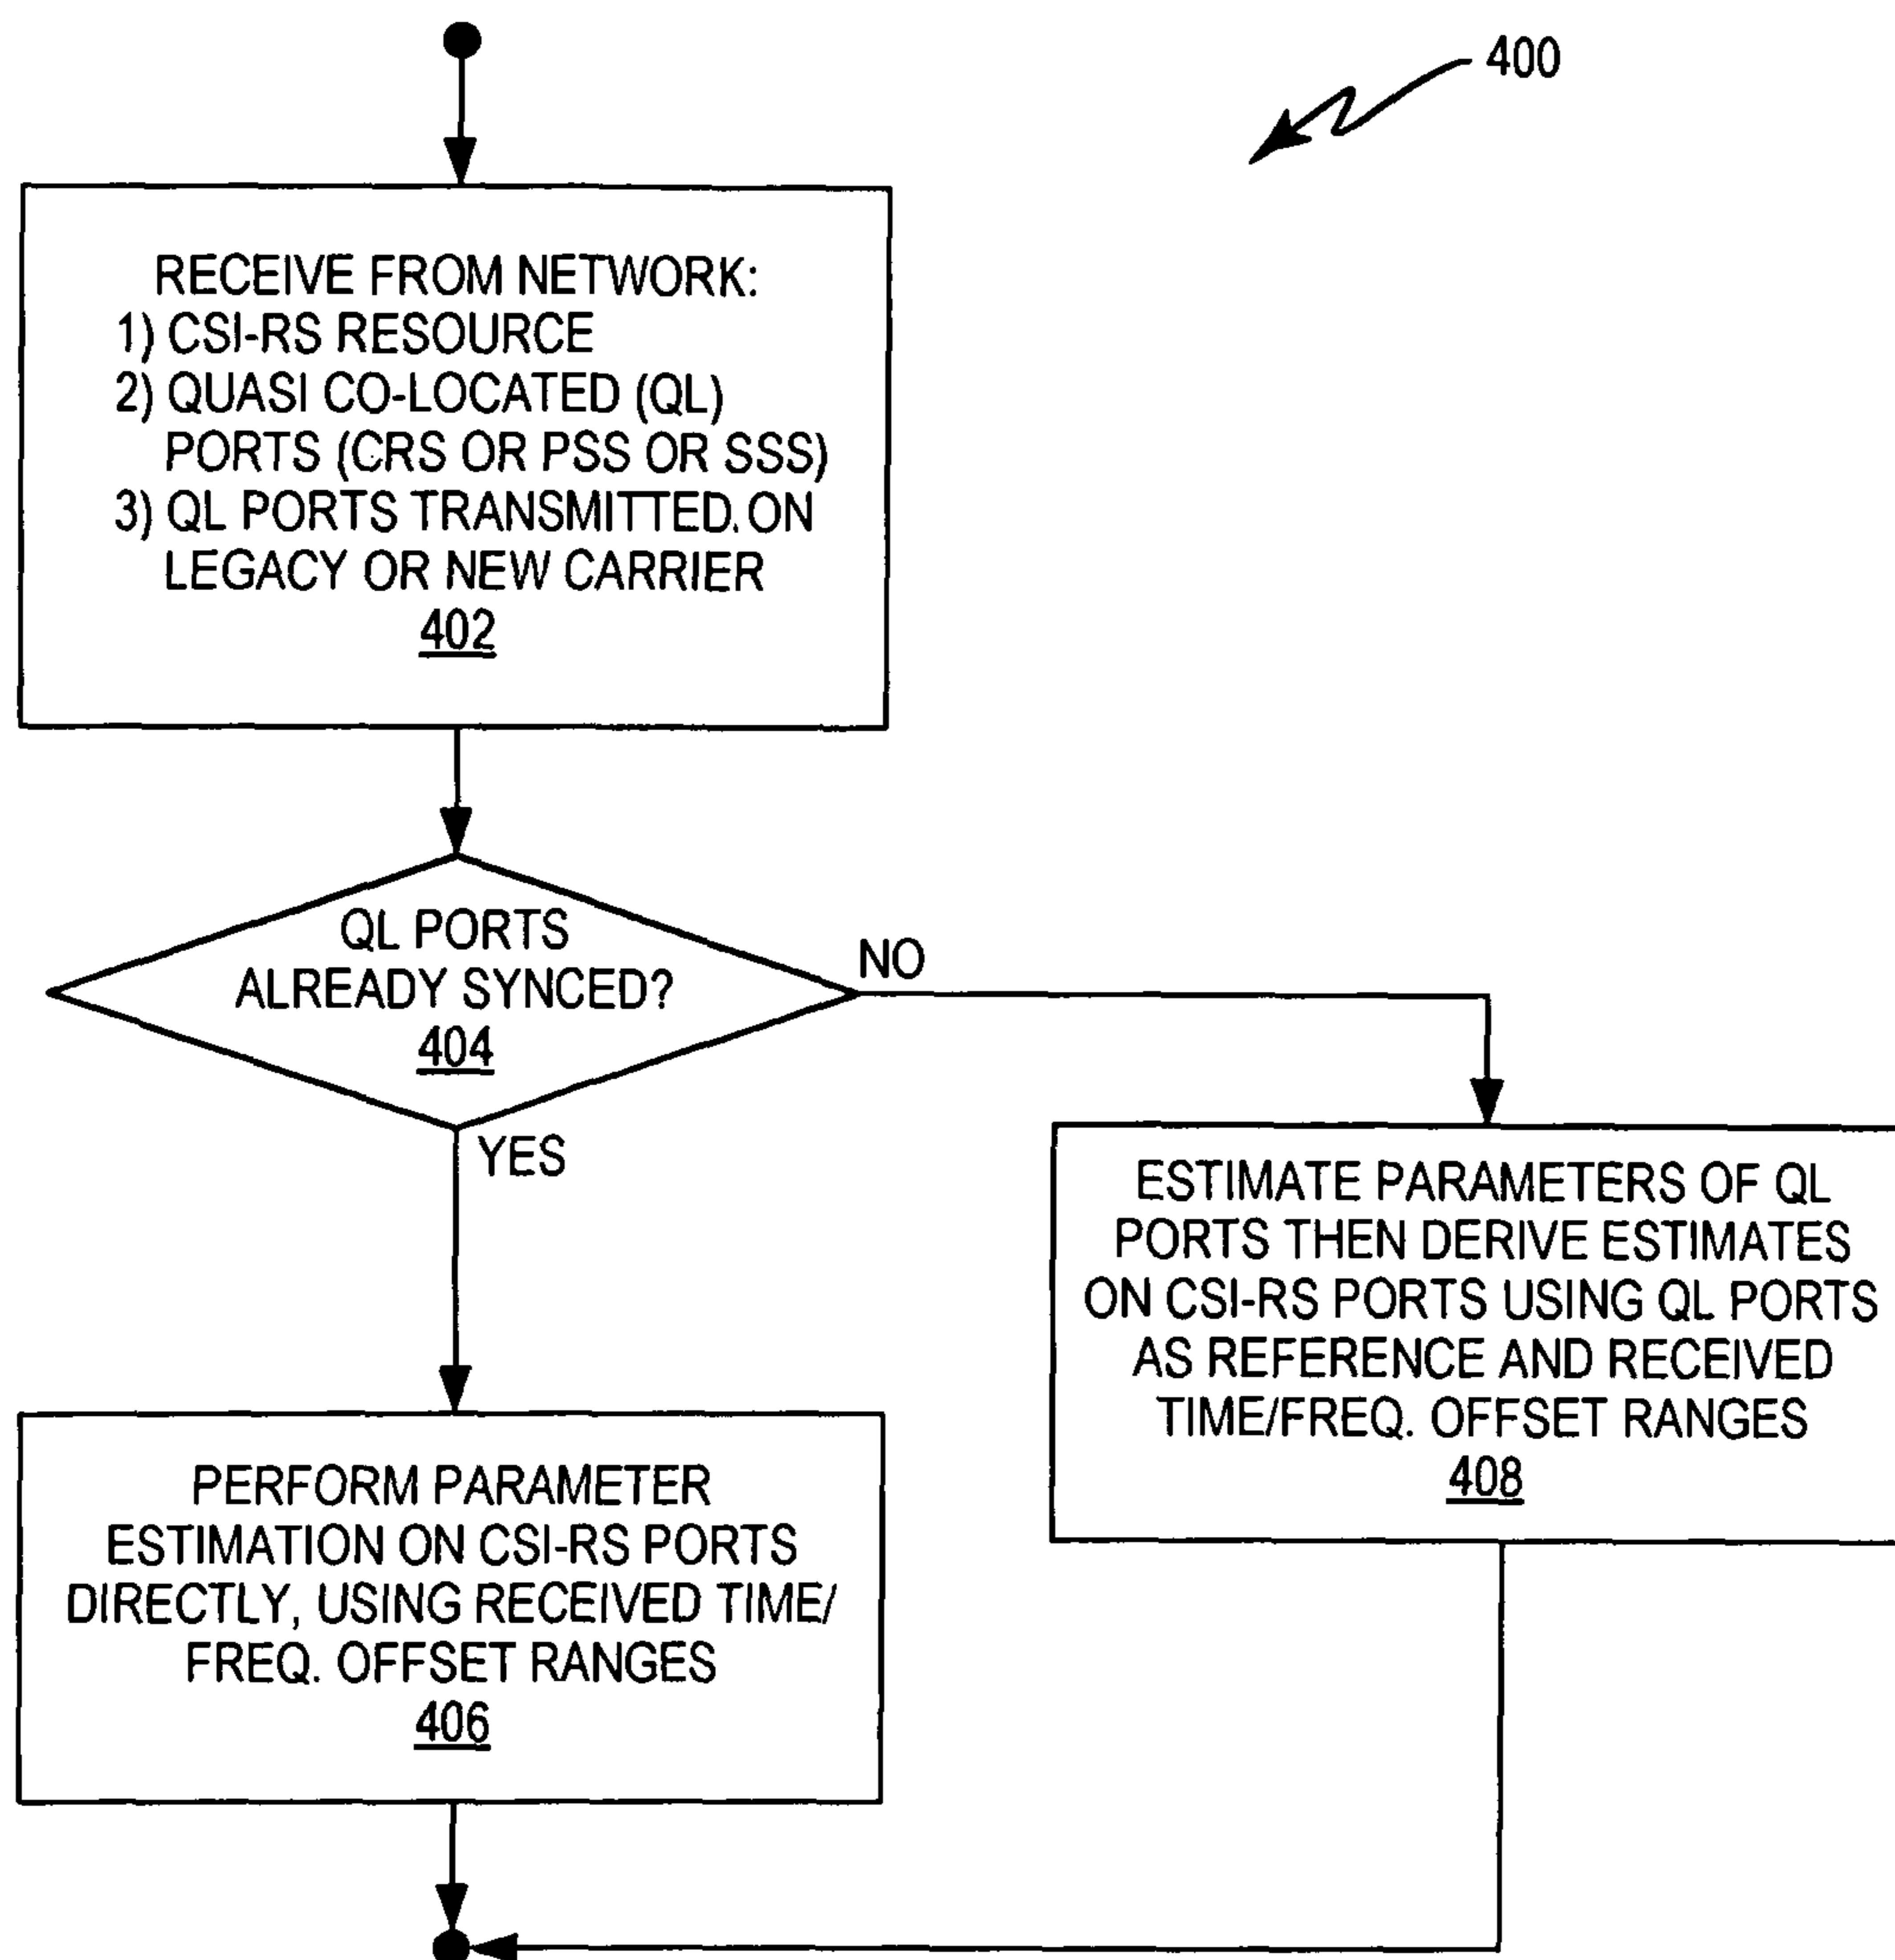 400
RECEIVE FROM NETWORK:
1) CSI-RS RESOURCE
2) QUASI CO-LOCATED (QL)
PORTS (CRS OR PSS OR SSS)
3) QL PORTS TRANSMITTED ON
LEGACY OR NEW CARRIER
402
QL PORTS
ALREADY SYNCED?
404
NO
YES
ESTIMATE PARAMETERS OF QL
PORTS THEN DERIVE ESTIMATES
ON CSI-RS PORTS USING QL PORTS
AS REFERENCE AND RECEIVED
TIME/FREQ. OFFSET RANGES
408
PERFORM PARAMETER
ESTIMATION ON CSI-RS PORTS
DIRECTLY, USING RECEIVED TIME/
FREQ. OFFSET RANGES
406